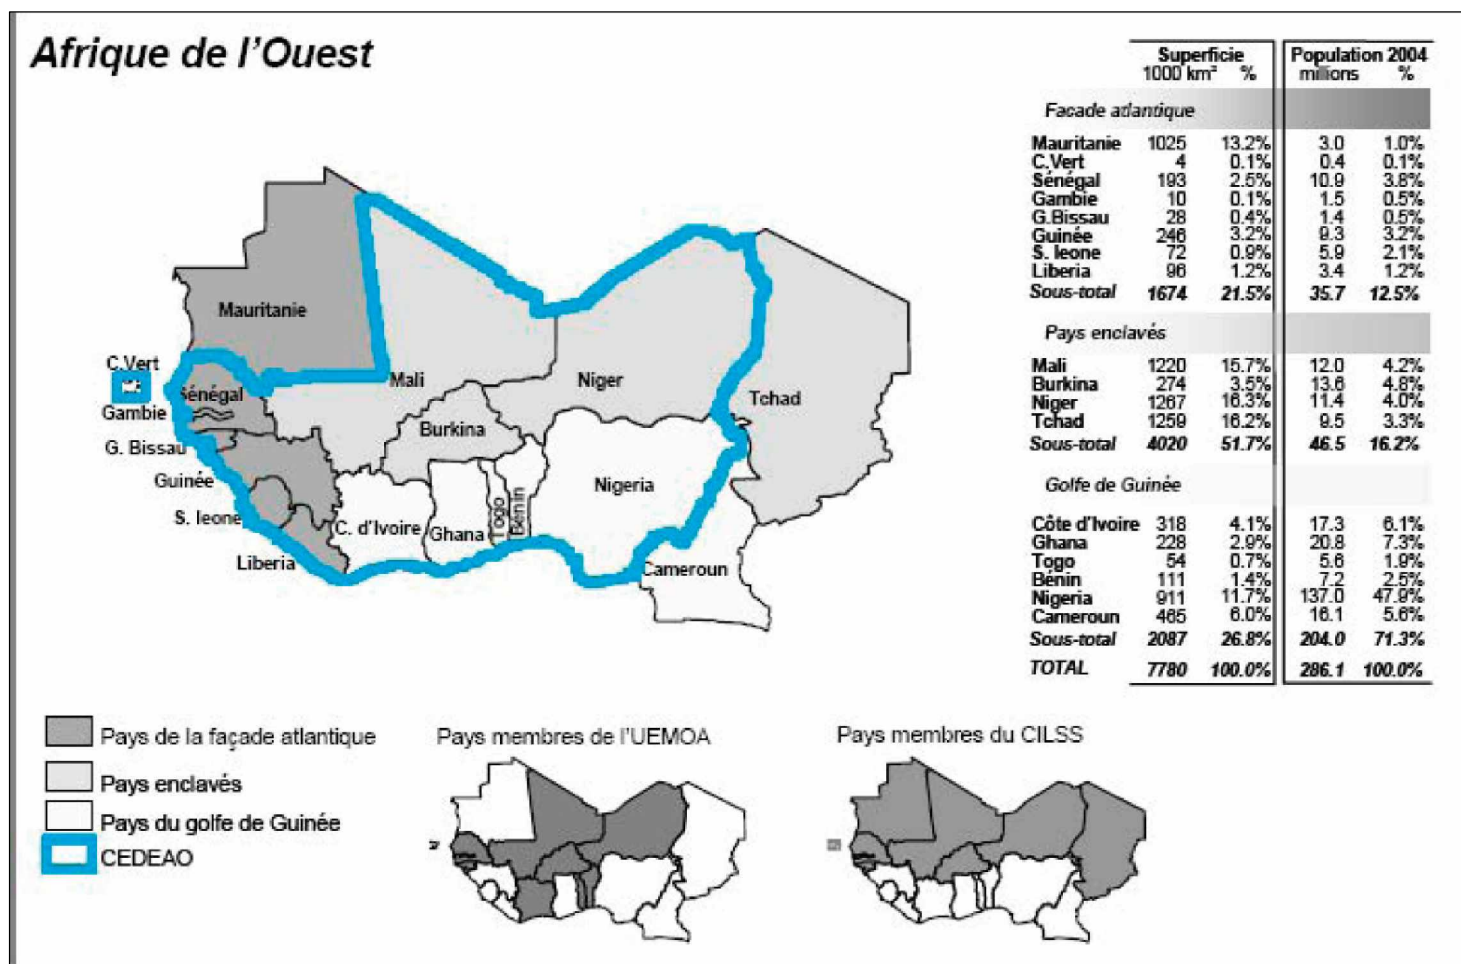 Afrique de l'Ouest
Superficie Population 2004
1000 km² % millions %
Facade atlantique
Mauritanie 1025 13.2% 3.0 1.0%
C.Vert 4 0.1% 0.4 0.1%
Sénégal 193 2.5% 10.9 3.8%
Gambie 10 0.1% 1.5 0.5%
G.Bissau 28 0.4% 1.4 0.5%
Guinée 246 3.2% 9.3 3.2%
S. leone 72 0.9% 5.9 2.1%
Liberia 96 1.2% 3.4 1.2%
Sous-total 1674 21.5% 35.7 12.5%
Pays enclavés
Mali 1220 15.7% 12.0 4.2%
Burkina 274 3.5% 13.6 4.8%
Niger 1267 16.3% 11.4 4.0%
Tchad 1259 16.2% 9.5 3.3%
Sous-total 4020 51.7% 46.5 16.2%
Golfe de Guinée
Côte d'Ivoire 318 4.1% 17.3 6.1%
Ghana 228 2.9% 20.8 7.3%
Togo 54 0.7% 5.6 1.9%
Bénin 111 1.4% 7.2 2.5%
Nigeria 911 11.7% 137.0 47.9%
Cameroun 465 6.0% 16.1 5.6%
Sous-total 2087 26.8% 204.0 71.3%
TOTAL 7780 100.0% 286.1 100.0%
Mauritanie
C.Vert
Mali
Niger
Tchad
Sénégal
Gambie
Burkina
G. Bissau
Guinée
Nigeria
S. leone
C. d'Ivoire
Ghana
Togo
Bénin
Liberia
Cameroun
Pays de la façade atlantique
Pays enclavés
Pays du golfe de Guinée
CEDEAO
Pays membres de l'UEMOA
Pays membres du CILSS